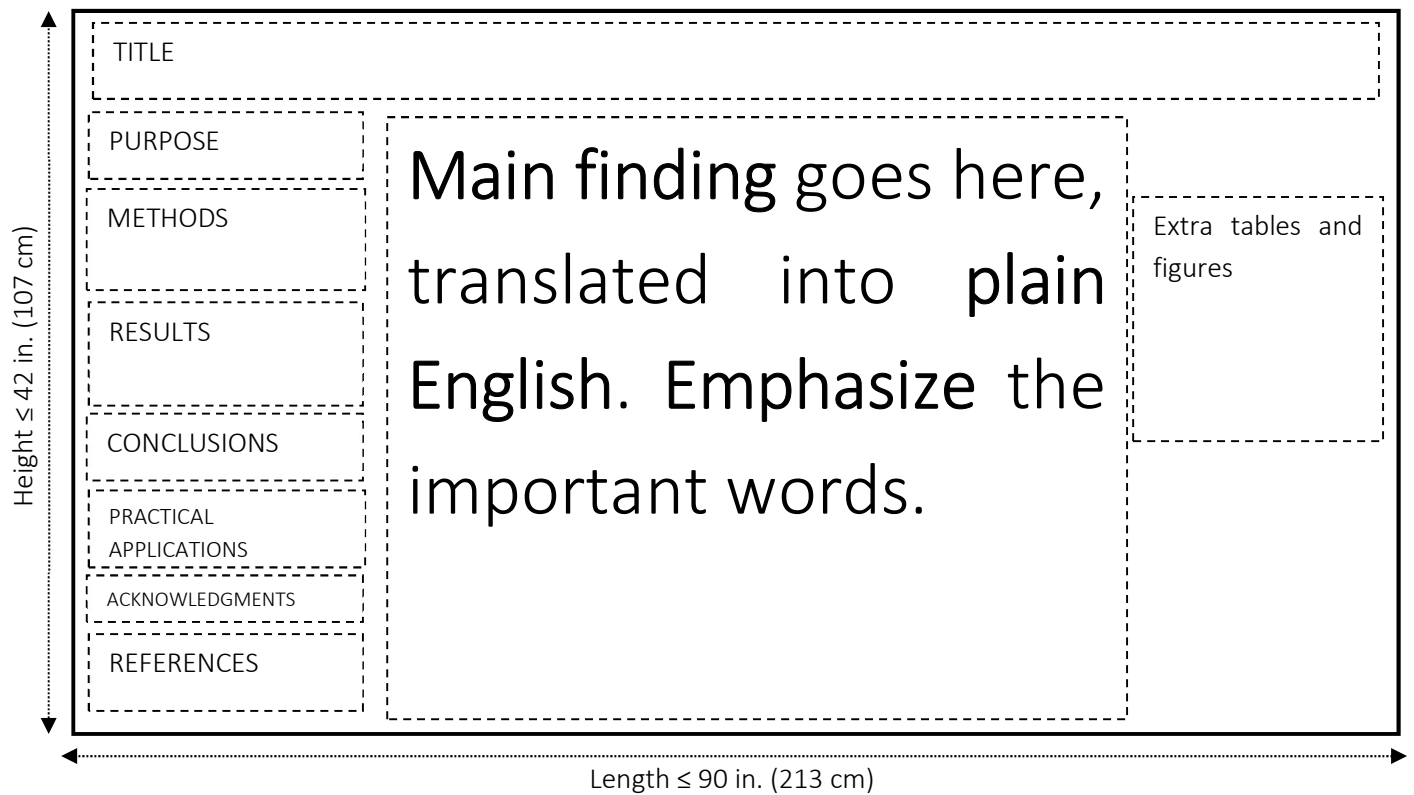 TITLE
PURPOSE
METHODS
RESULTS
CONCLUSIONS
PRACTICAL
APPLICATIONS
ACKNOWLEDGMENTS
REFERENCES
Main finding goes here,
translated into plain
English. Emphasize the
important words.
Extra tables and
figures
Height ≤ 42 in. (107 cm)
Length ≤ 90 in. (213 cm)